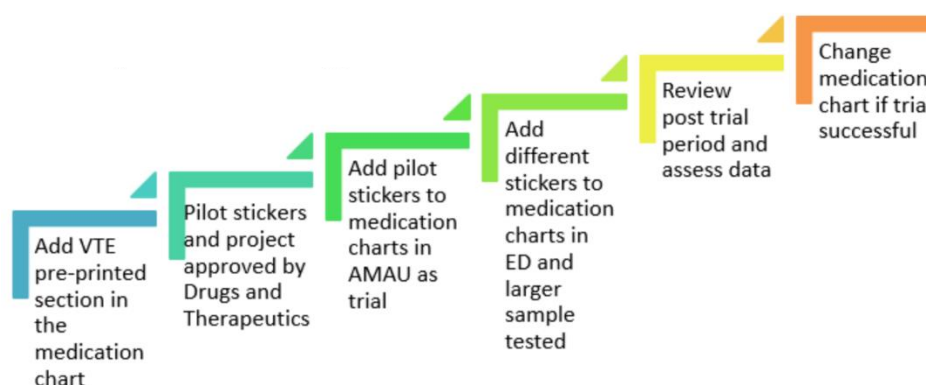 Add VTE
pre-printed
section in
the
medication
chart
Pilot stickers
and project
approved by
Drugs and
Therapeutics
Add pilot
stickers to
medication
charts in
AMAU as
trial
Add
different
stickers to
medication
charts in
ED and
larger
sample
tested
Review
post trial
period and
assess data
Change
medication
chart if tria
successful